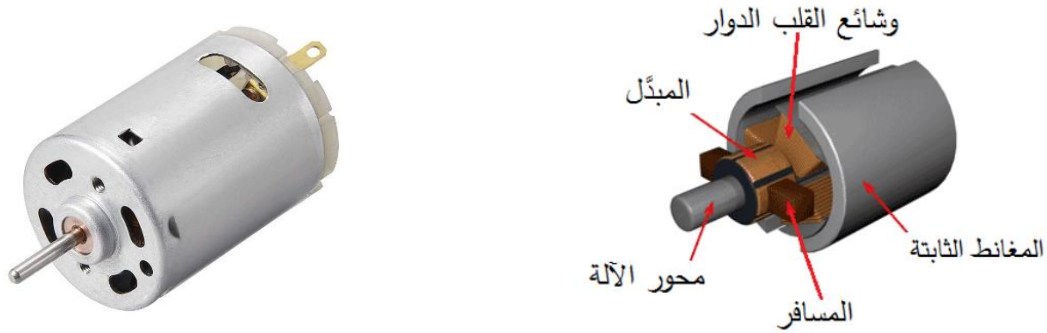 وشائع القلب الدوار
المبدَّل
المغانط الثابتة
محور الآلة
المسافر